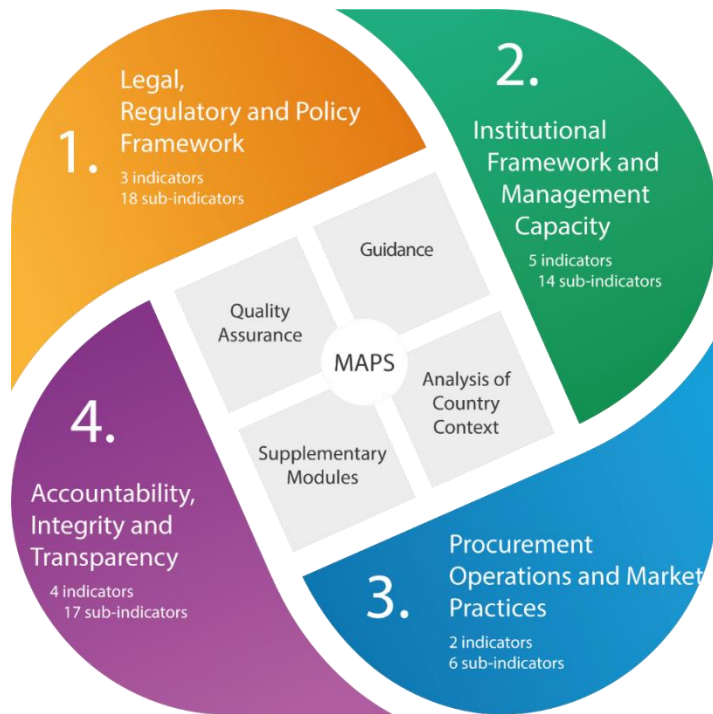 1.
Legal,
Regulatory and Policy
Framework
3 indicators
18 sub-indicators
2.
Institutional
Framework and
Management
Capacity
5 indicators
14 sub-indicators
Guidance
Quality
Assurance
MAPS
Analysis of
Country
Context
Supplementary
Modules
4.
Accountability,
Integrity and
Transparency
4 indicators
17 sub-indicators
3.
Procurement
Operations and Market
Practices
2 indicators
6 sub-indicators